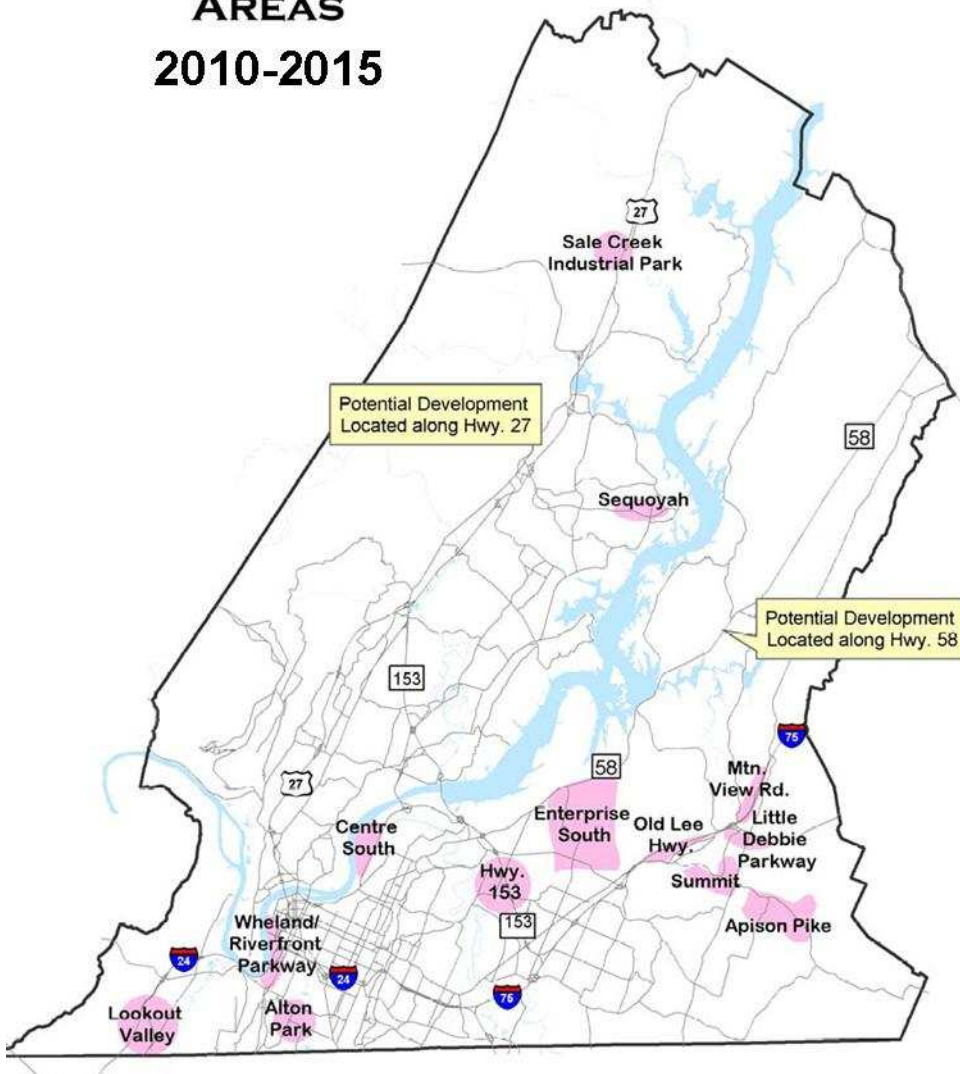 AREAS
2010-2015
27
Sale Creek
Industrial Park
Potential Development
Located along Hwy. 27
58
Sequoyah
Potential Development
Located along Hwy. 58
153
75
27
58
Mtn.
View Rd.
Centre
South
Enterprise
South
Old Lee
Hwy.
Little
Debbie
Parkway
Hwy.
153
Summit
153
Apison Pike
Wheland/
Riverfront
Parkway
24
24
75
Lookout
Valley
Alton
Park